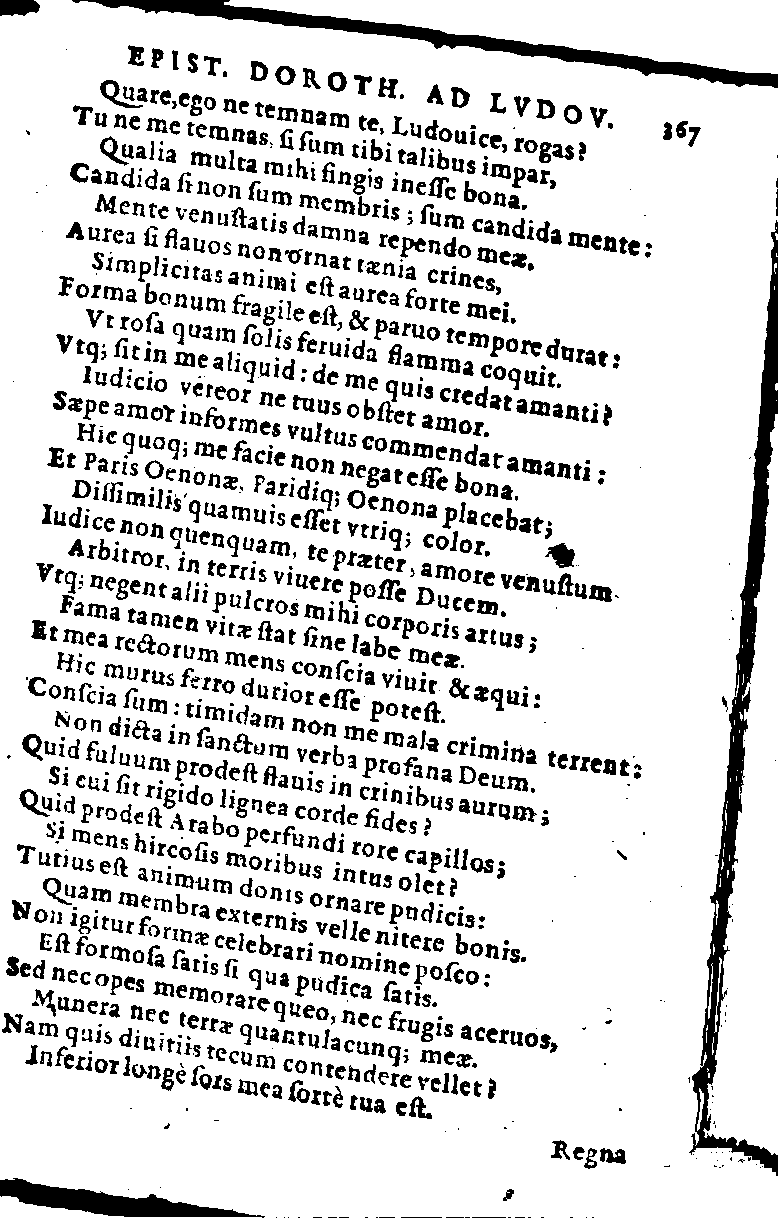 EPIST. DOROTH. AD LVDOV. 367
Quare, ego ne temnam te, Ludouice, rogas?
Tu ne me temnas, ſi ſum tibi talibus impar,
Qualia multa mihi fingis ineſſe bona.
Candida ſi non ſum membris; ſum candida mente:
Mente venuſtatis damna rependo meæ.
Aurea ſi flauos non ornat tænia crines,
Simplicitas animi eſt aurea forte mei.
Forma bonum fragile eſt, & paruo tempore durat:
Vt roſa quam ſolis feruida flamma coquit.
Vtq; ſit in me aliquid: de me quis credat amanti?
Iudicio vereor ne tuus obſtet amor.
Sæpe amor informes vultus commendat amanti:
Hic quoq; me facie non negat eſſe bona.
Et Paris Oenonæ, Paridiq; Oenona placebat;
Diſſimilis quamuis eſſet vtriq; color.
Iudice non quenquam, te præter, amore venuſtum
Arbitror, in terris viuere poſſe Ducem.
Vtq; negent alii pulcros mihi corporis artus;
Fama tamen vitæ ſtat ſine labe meæ.
Et mea rectorum mens conſcia viuit & æqui:
Hic murus ferro durior eſſe poteſt.
Conſcia ſum: timidam non me mala crimina terrent:
Non dicta in ſanctum verba profana Deum.
Quid fuluum prodeſt flauis in crinibus aurum;
Si cui ſit rigido lignea corde fides?
Quid prodeſt Arabo perfundi rore capillos;
Si mens hircoſis moribus intus olet?
Tutius eſt animum donis ornare pudicis:
Quam membra externis velle nitere bonis.
Non igitur formæ celebrari nomine poſco:
Eſt formoſa ſatis ſi qua pudica ſatis.
Sed nec opes memorare queo, nec frugis aceruos,
Munera nec terræ quantulacunq; meæ.
Nam quis diuitiis tecum contendere vellet?
Inferior longè ſors mea ſortè tua eſt.
Regna